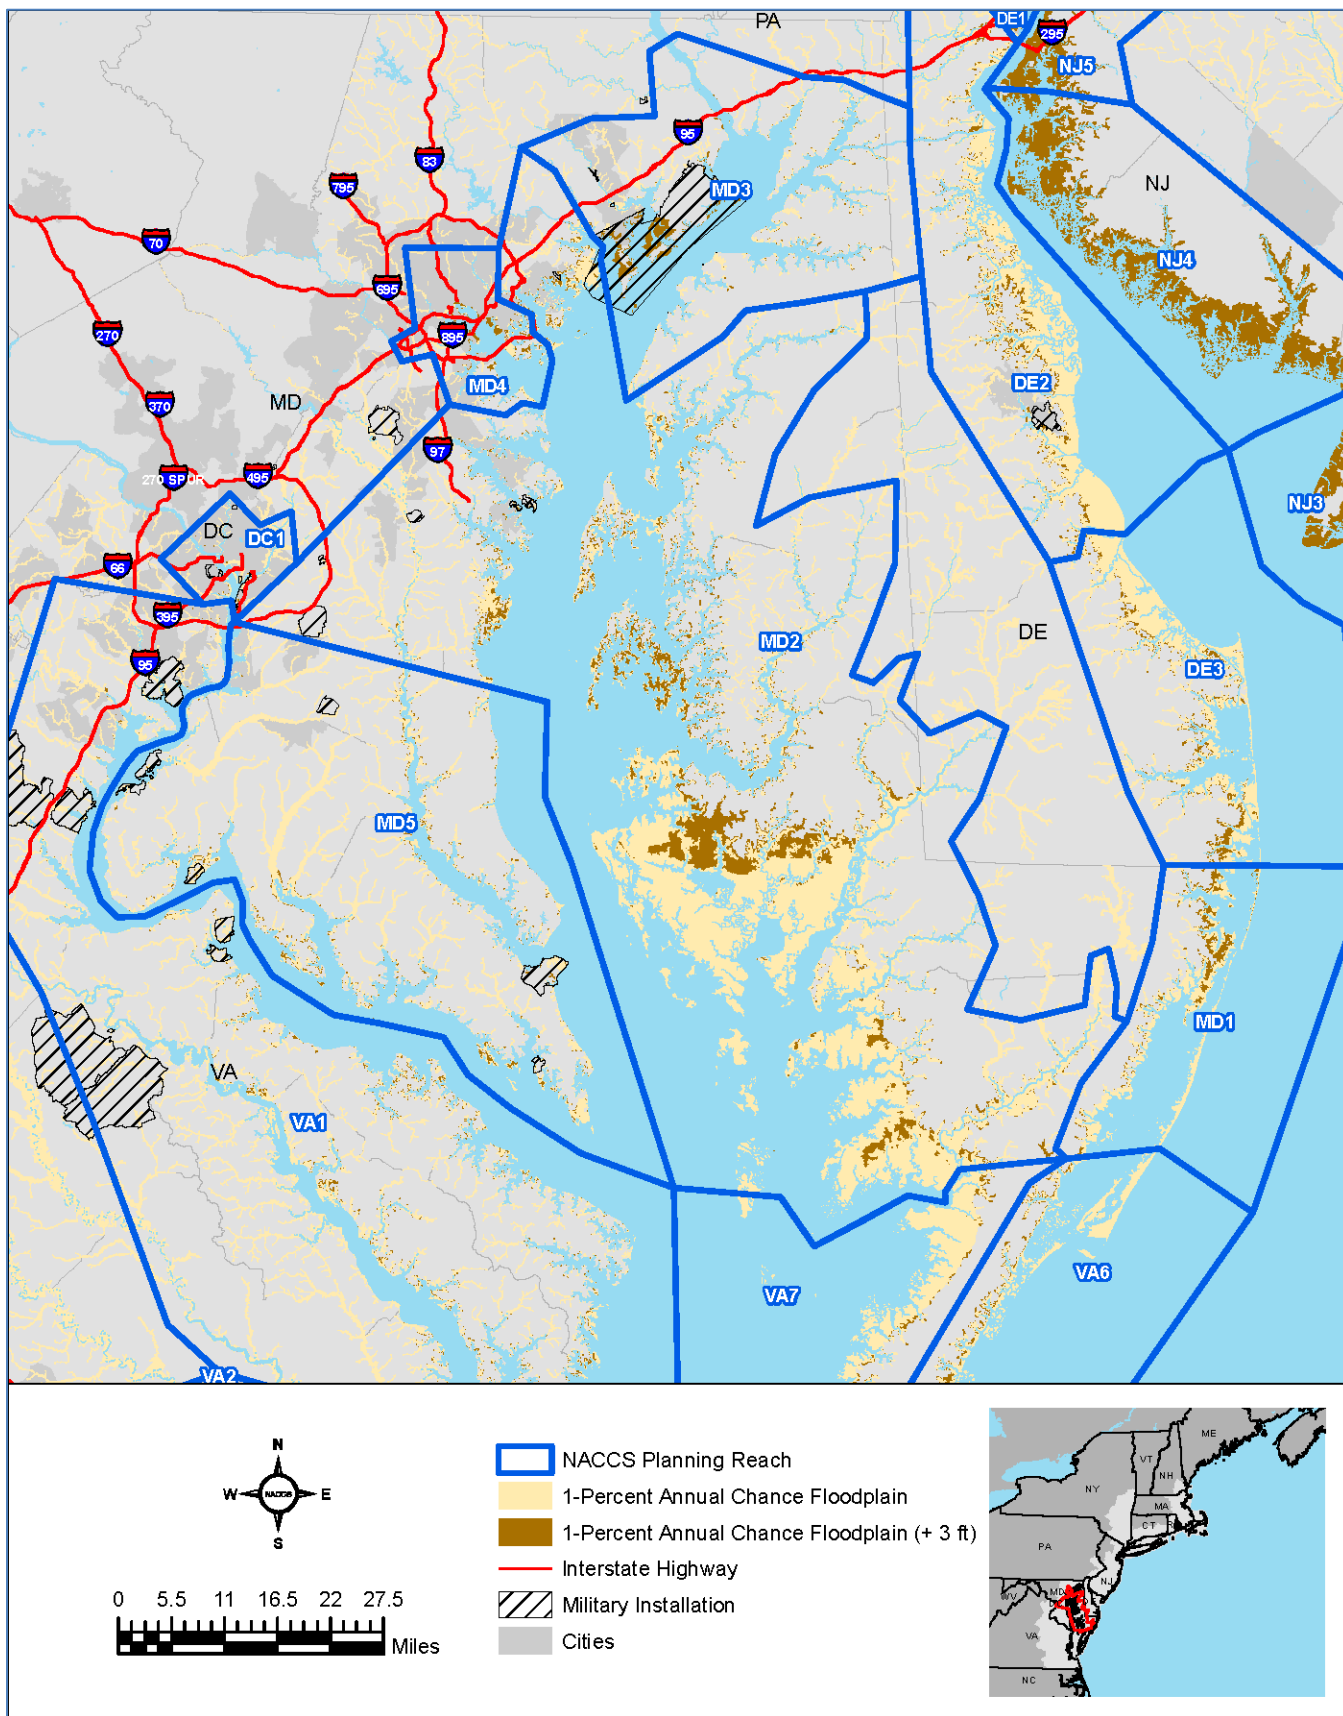 PA
DE1
295
NJ5
95
83
795
MD3
NJ
70
NJ4
695
270
895
DE2
MD4
370
MD
97
270 SPUR
495
NJ3
DC
DC1
66
395
MD2
DE
95
DE3
MD5
MD1
VA
VA1
VA6
VA7
VA2
N
W
NACCS
E
S
0 5.5 11 16.5 22 27.5
Miles
NACCS Planning Reach
1-Percent Annual Chance Floodplain
1-Percent Annual Chance Floodplain (+ 3 ft)
Interstate Highway
Military Installation
Cities
ME
VT
NH
NY
MA
CT
PA
NJ
MD
VA
NC